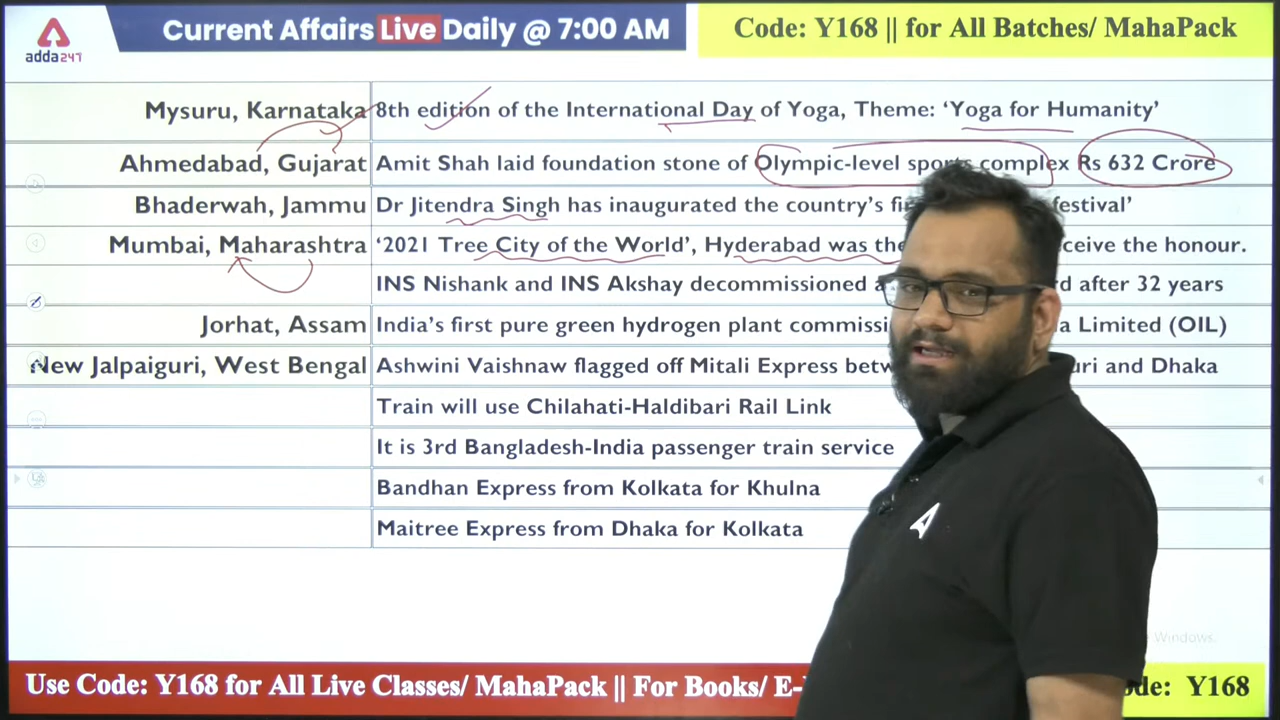 adda247
Current Affairs Live Daily @ 7:00 AM
Code: Y168 || for All Batches/ MahaPack
Mysuru, Karnataka 8th edition of the International Day of Yoga, Theme: ‘Yoga for Humanity’
Ahmedabad, Gujarat Amit Shah laid foundation stone of Olympic-level sports complex Rs 632 Crore
Bhaderwah, Jammu Dr Jitendra Singh has inaugurated the country’s festival’
Mumbai, Maharashtra ‘2021 Tree City of the World’, Hyderabad was the the honour.
INS Nishank and INS Akshay decommissioned after 32 years
Jorhat, Assam India’s first pure green hydrogen plant Limited (OIL)
New Jalpaiguri, West Bengal Ashwini Vaishnaw flagged off Mitali Express and Dhaka
Train will use Chilahati-Haldibari Rail Link
It is 3rd Bangladesh-India passenger train service
Bandhan Express from Kolkata for Khulna
Maitree Express from Dhaka for Kolkata
Windows.
Use Code: Y168 for All Live Classes/ MahaPack || For Books/ Y168